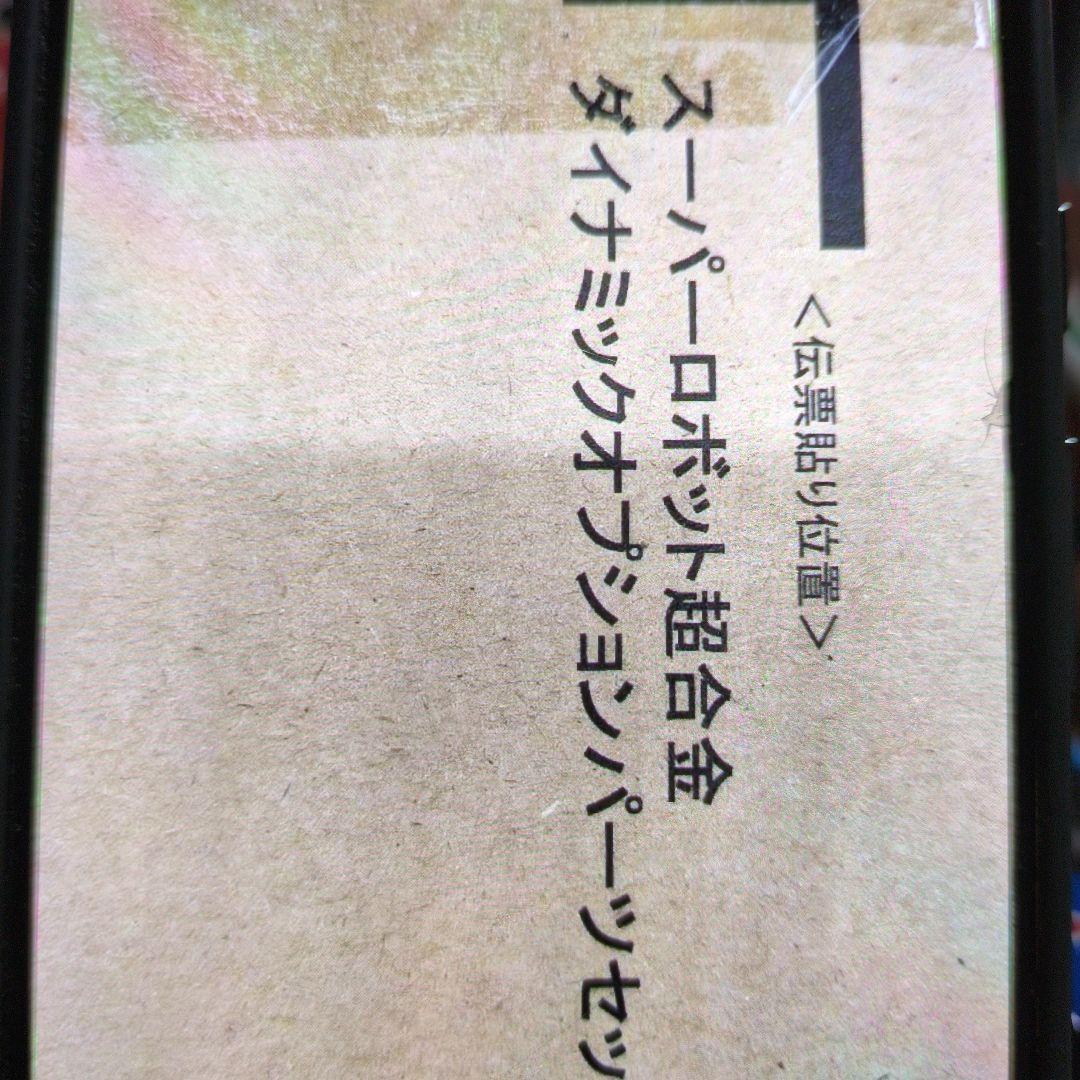 <伝票貼り位置>
スーパーロボット超合金
ダイナミックオプションパーツセッ